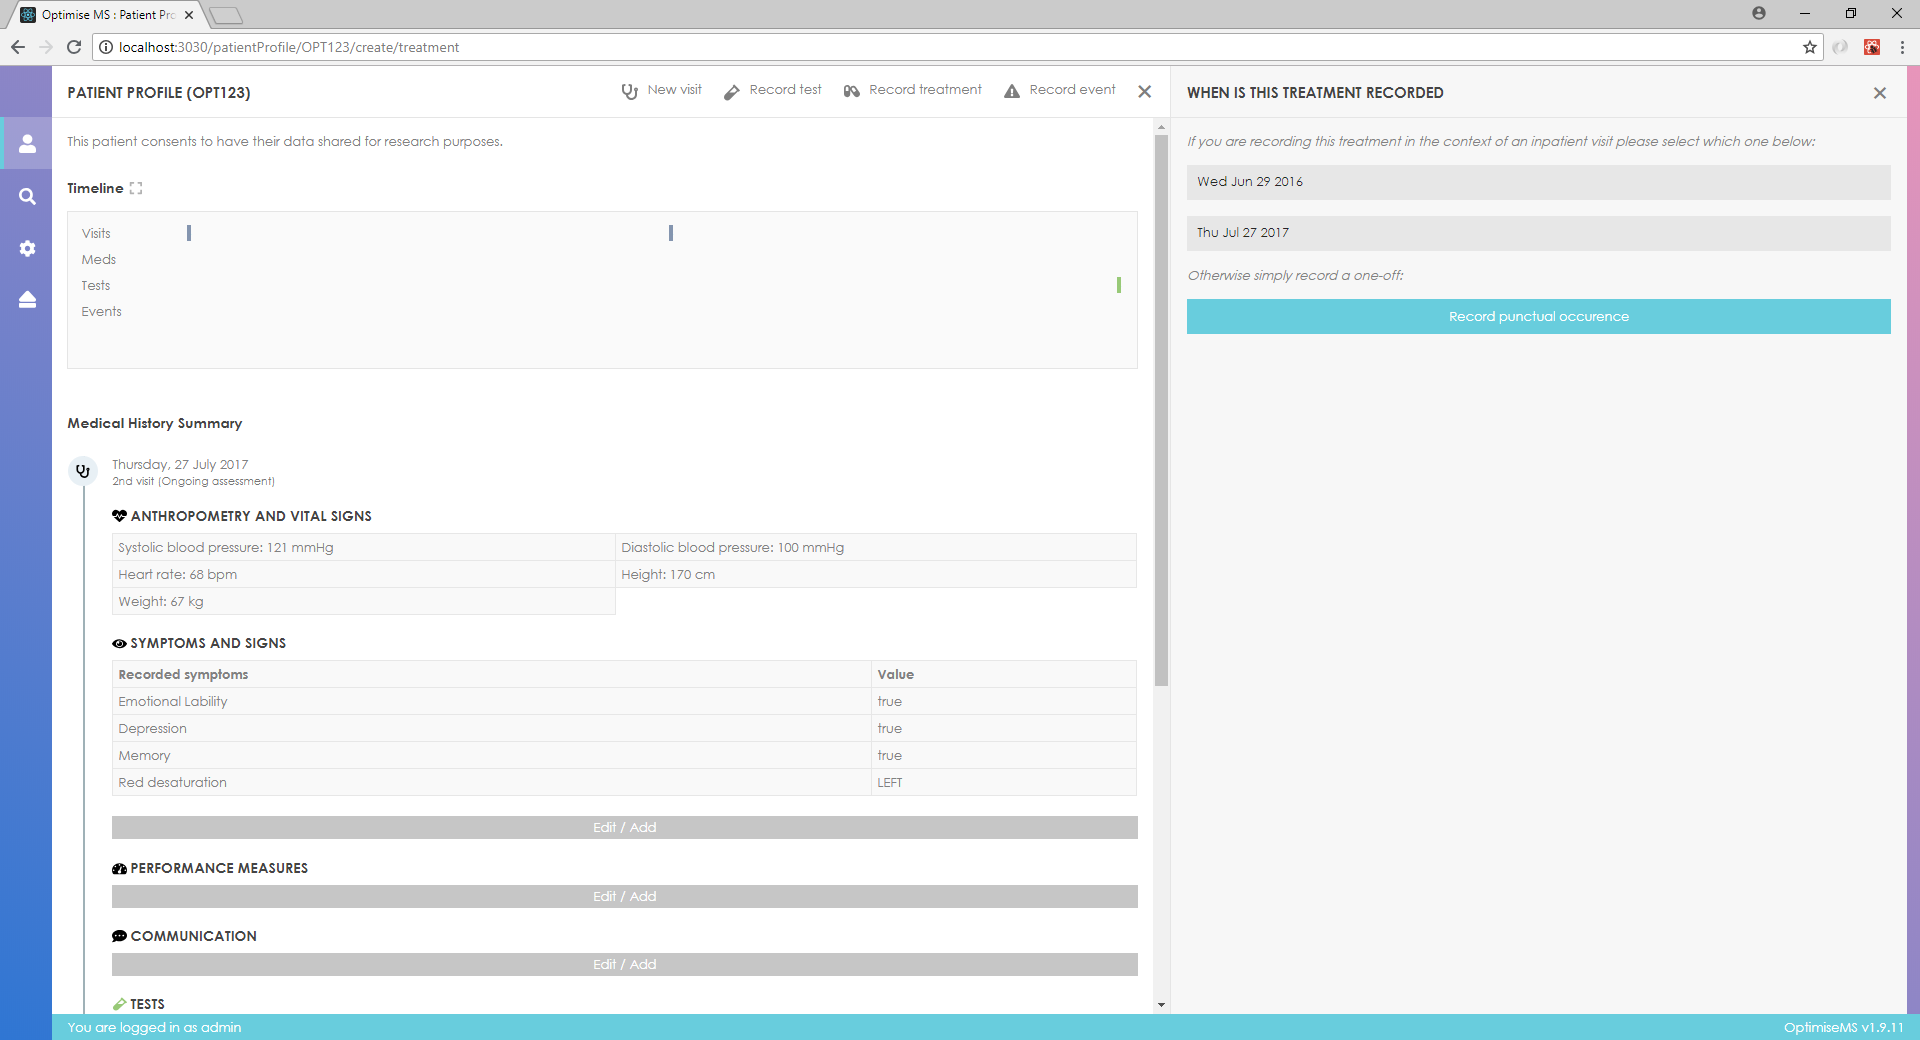 Optimise MS : Patient Pro
localhost:3030/patientProfile/OPT123/create/treatment
PATIENT PROFILE (OPT123)
New visit
Record test
Record treatment
Record event
This patient consents to have their data shared for research purposes.
Timeline
Visits
Meds
Tests
Events
Medical History Summary
Thursday, 27 July 2017
2nd visit (Ongoing assessment)
ANTHROPOMETRY AND VITAL SIGNS
Systolic blood pressure: 121 mmHg
Diastolic blood pressure: 100 mmHg
Heart rate: 68 bpm
Height: 170 cm
Weight: 67 kg
SYMPTOMS AND SIGNS
Recorded symptoms
Value
Emotional Lability
true
Depression
true
Memory
true
Red desaturation
LEFT
Edit / Add
PERFORMANCE MEASURES
Edit / Add
COMMUNICATION
Edit / Add
TESTS
WHEN IS THIS TREATMENT RECORDED
If you are recording this treatment in the context of an inpatient visit please select which one below:
Wed Jun 29 2016
Thu Jul 27 2017
Otherwise simply record a one-off:
Record punctual occurence
You are logged in as admin
OptimiseMS v1.9.11